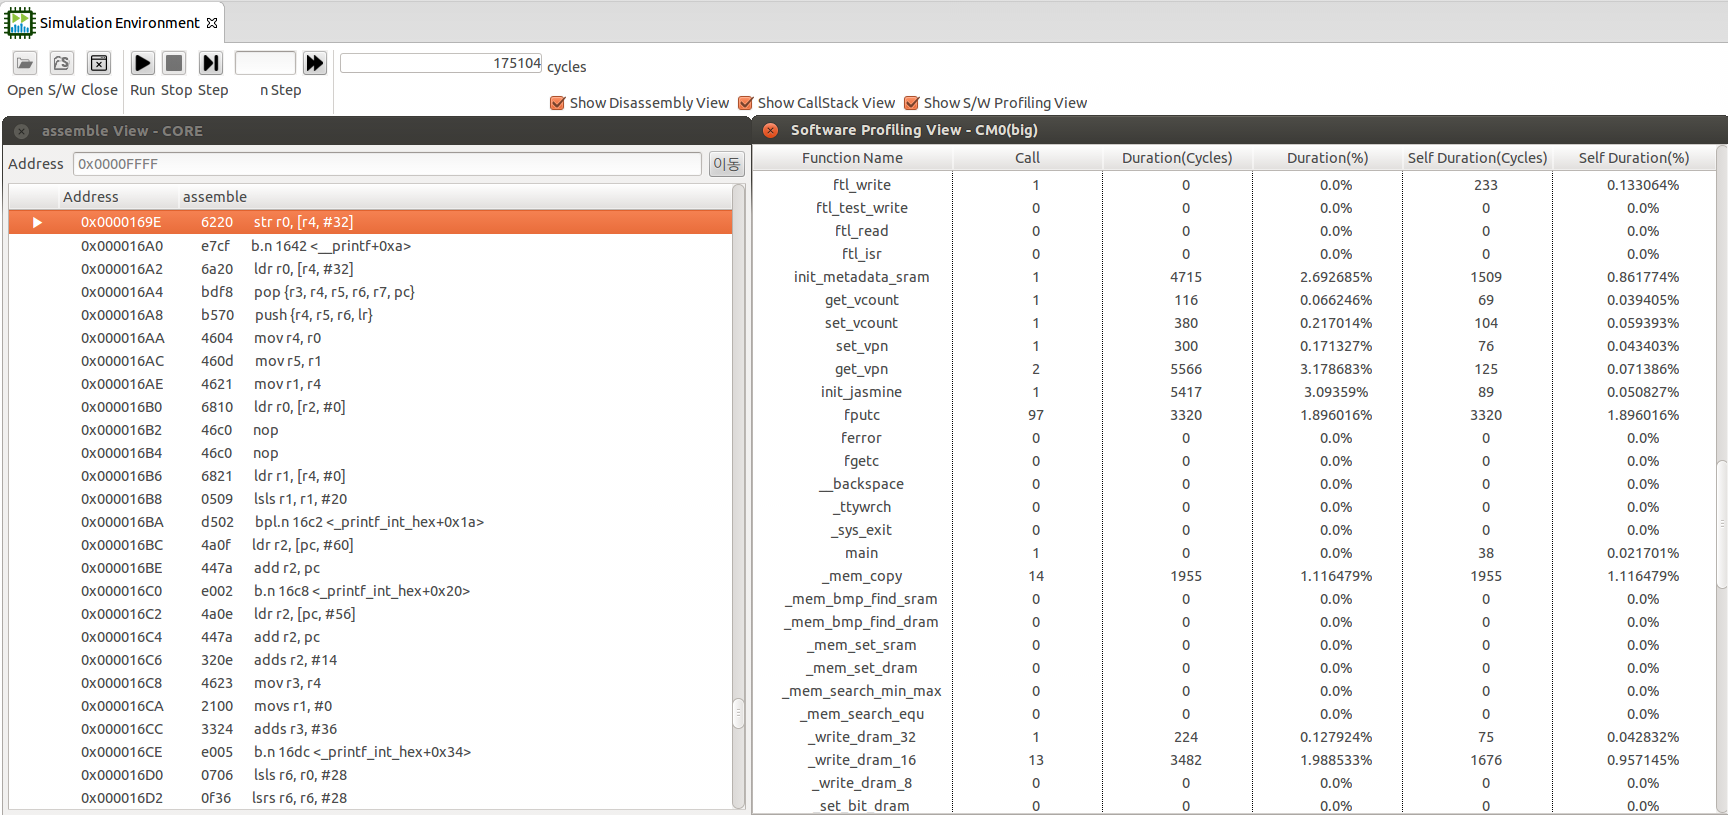 Simulation Environment
175104 cycles
Open S/W Close Run Stop Step n Step
Show Disassembly View Show CallStack View Show S/W Profiling View
assemble View - CORE
Address 0x0000FFFF 이동
Address assemble
0x0000169E 6220 str r0, [r4, #32]
0x000016A0 e7cf b.n 1642 <__printf+0xa>
0x000016A2 6a20 ldr r0, [r4, #32]
0x000016A4 bdf8 pop {r3, r4, r5, r6, r7, pc}
0x000016A8 b570 push {r4, r5, r6, lr}
0x000016AA 4604 mov r4, r0
0x000016AC 460d mov r5, r1
0x000016AE 4621 mov r1, r4
0x000016B0 6810 ldr r0, [r2, #0]
0x000016B2 46c0 nop
0x000016B4 46c0 nop
0x000016B6 6821 ldr r1, [r4, #0]
0x000016B8 0509 lsls r1, r1, #20
0x000016BA d502 bpl.n 16c2 <_printf_int_hex+0x1a>
0x000016BC 4a0f ldr r2, [pc, #60]
0x000016BE 447a add r2, pc
0x000016C0 e002 b.n 16c8 <_printf_int_hex+0x20>
0x000016C2 4a0e ldr r2, [pc, #56]
0x000016C4 447a add r2, pc
0x000016C6 320e adds r2, #14
0x000016C8 4623 mov r3, r4
0x000016CA 2100 movs r1, #0
0x000016CC 3324 adds r3, #36
0x000016CE e005 b.n 16dc <_printf_int_hex+0x34>
0x000016D0 0706 lsls r6, r0, #28
0x000016D2 0f36 lsrs r6, r6, #28
Software Profiling View - CM0(big)
Function Name Call Duration(Cycles) Duration(%) Self Duration(Cycles) Self Duration(%)
ftl_write 1 0 0.0% 233 0.133064%
ftl_test_write 0 0 0.0% 0 0.0%
ftl_read 0 0 0.0% 0 0.0%
ftl_isr 0 0 0.0% 0 0.0%
init_metadata_sram 1 4715 2.692685% 1509 0.861774%
get_vcount 1 116 0.066246% 69 0.039405%
set_vcount 1 380 0.217014% 104 0.059393%
set_vpn 1 300 0.171327% 76 0.043403%
get_vpn 2 5566 3.178683% 125 0.071386%
init_jasmine 1 5417 3.09359% 89 0.050827%
fputc 97 3320 1.896016% 3320 1.896016%
ferror 0 0 0.0% 0 0.0%
fgetc 0 0 0.0% 0 0.0%
__backspace 0 0 0.0% 0 0.0%
_ttywrch 0 0 0.0% 0 0.0%
_sys_exit 0 0 0.0% 0 0.0%
main 1 0 0.0% 38 0.021701%
_mem_copy 14 1955 1.116479% 1955 1.116479%
_mem_bmp_find_sram 0 0 0.0% 0 0.0%
_mem_bmp_find_dram 0 0 0.0% 0 0.0%
_mem_set_sram 0 0 0.0% 0 0.0%
_mem_set_dram 0 0 0.0% 0 0.0%
_mem_search_min_max 0 0 0.0% 0 0.0%
_mem_search_equ 0 0 0.0% 0 0.0%
_write_dram_32 1 224 0.127924% 75 0.042832%
_write_dram_16 13 3482 1.988533% 1676 0.957145%
_write_dram_8 0 0 0.0% 0 0.0%
set_bit_dram 0 0 0.0% 0 0.0%